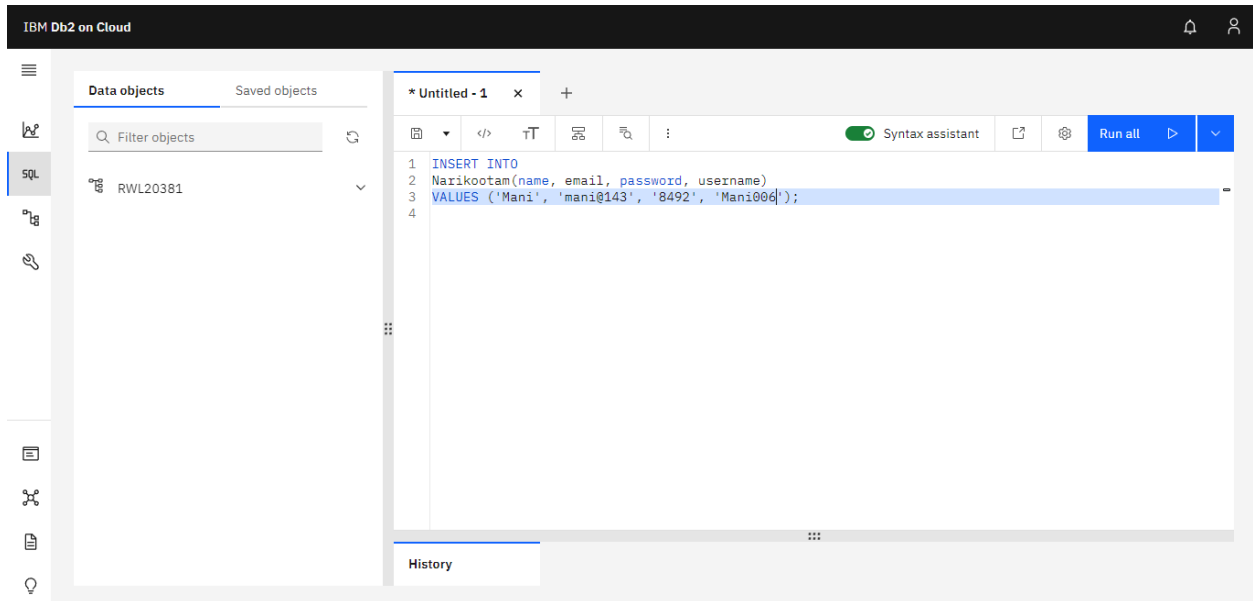 IBM Db2 on Cloud
Data objects Saved objects
* Untitled - 1 × +
Filter objects
</> TT Syntax assistant Run all
SQL
RWL20381
1 INSERT INTO
2 Narikootam(name, email, password, username)
3 VALUES ('Mani', 'mani@143', '8492', 'Mani006');
4
History